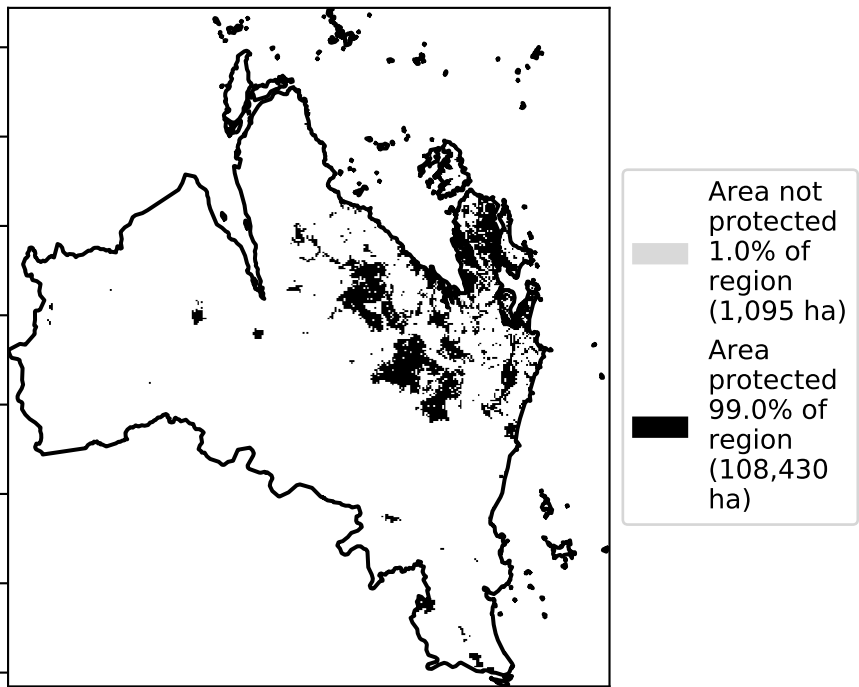 Area not
protected
1.0% of
region
(1,095 ha)
Area
protected
99.0% of
region
(108,430
ha)